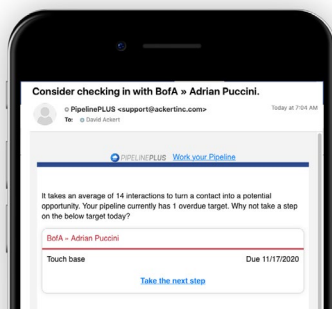 Consider checking in with BofA » Adrian Puccini.
PipelinePLUS <support@ackertinc.com>
Today at 7:04 AM
To: David Ackert
PIPELINEPLUS Work your Pipeline
It takes an average of 14 interactions to turn a contact into a potential
opportunity. Your pipeline currently has 1 overdue target. Why not take a step
on the below target today?
BofA » Adrian Puccini
Touch base
Due 11/17/2020
Take the next step